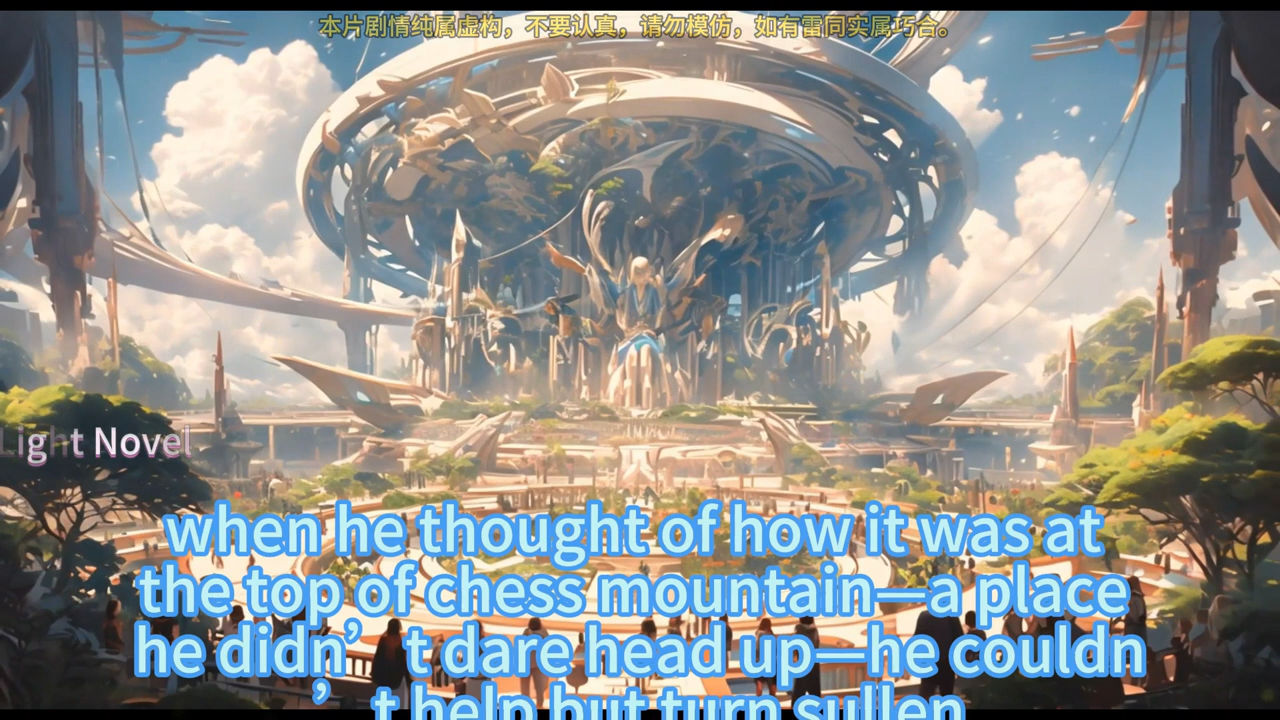 本片剧情纯属虚构，不要认真，请勿模仿，如有雷同实属巧合。
Light Novel
when he thought of how it was at
the top of chess mountain—a place
he didn’t dare head up—he couldn
’t help but turn sullen